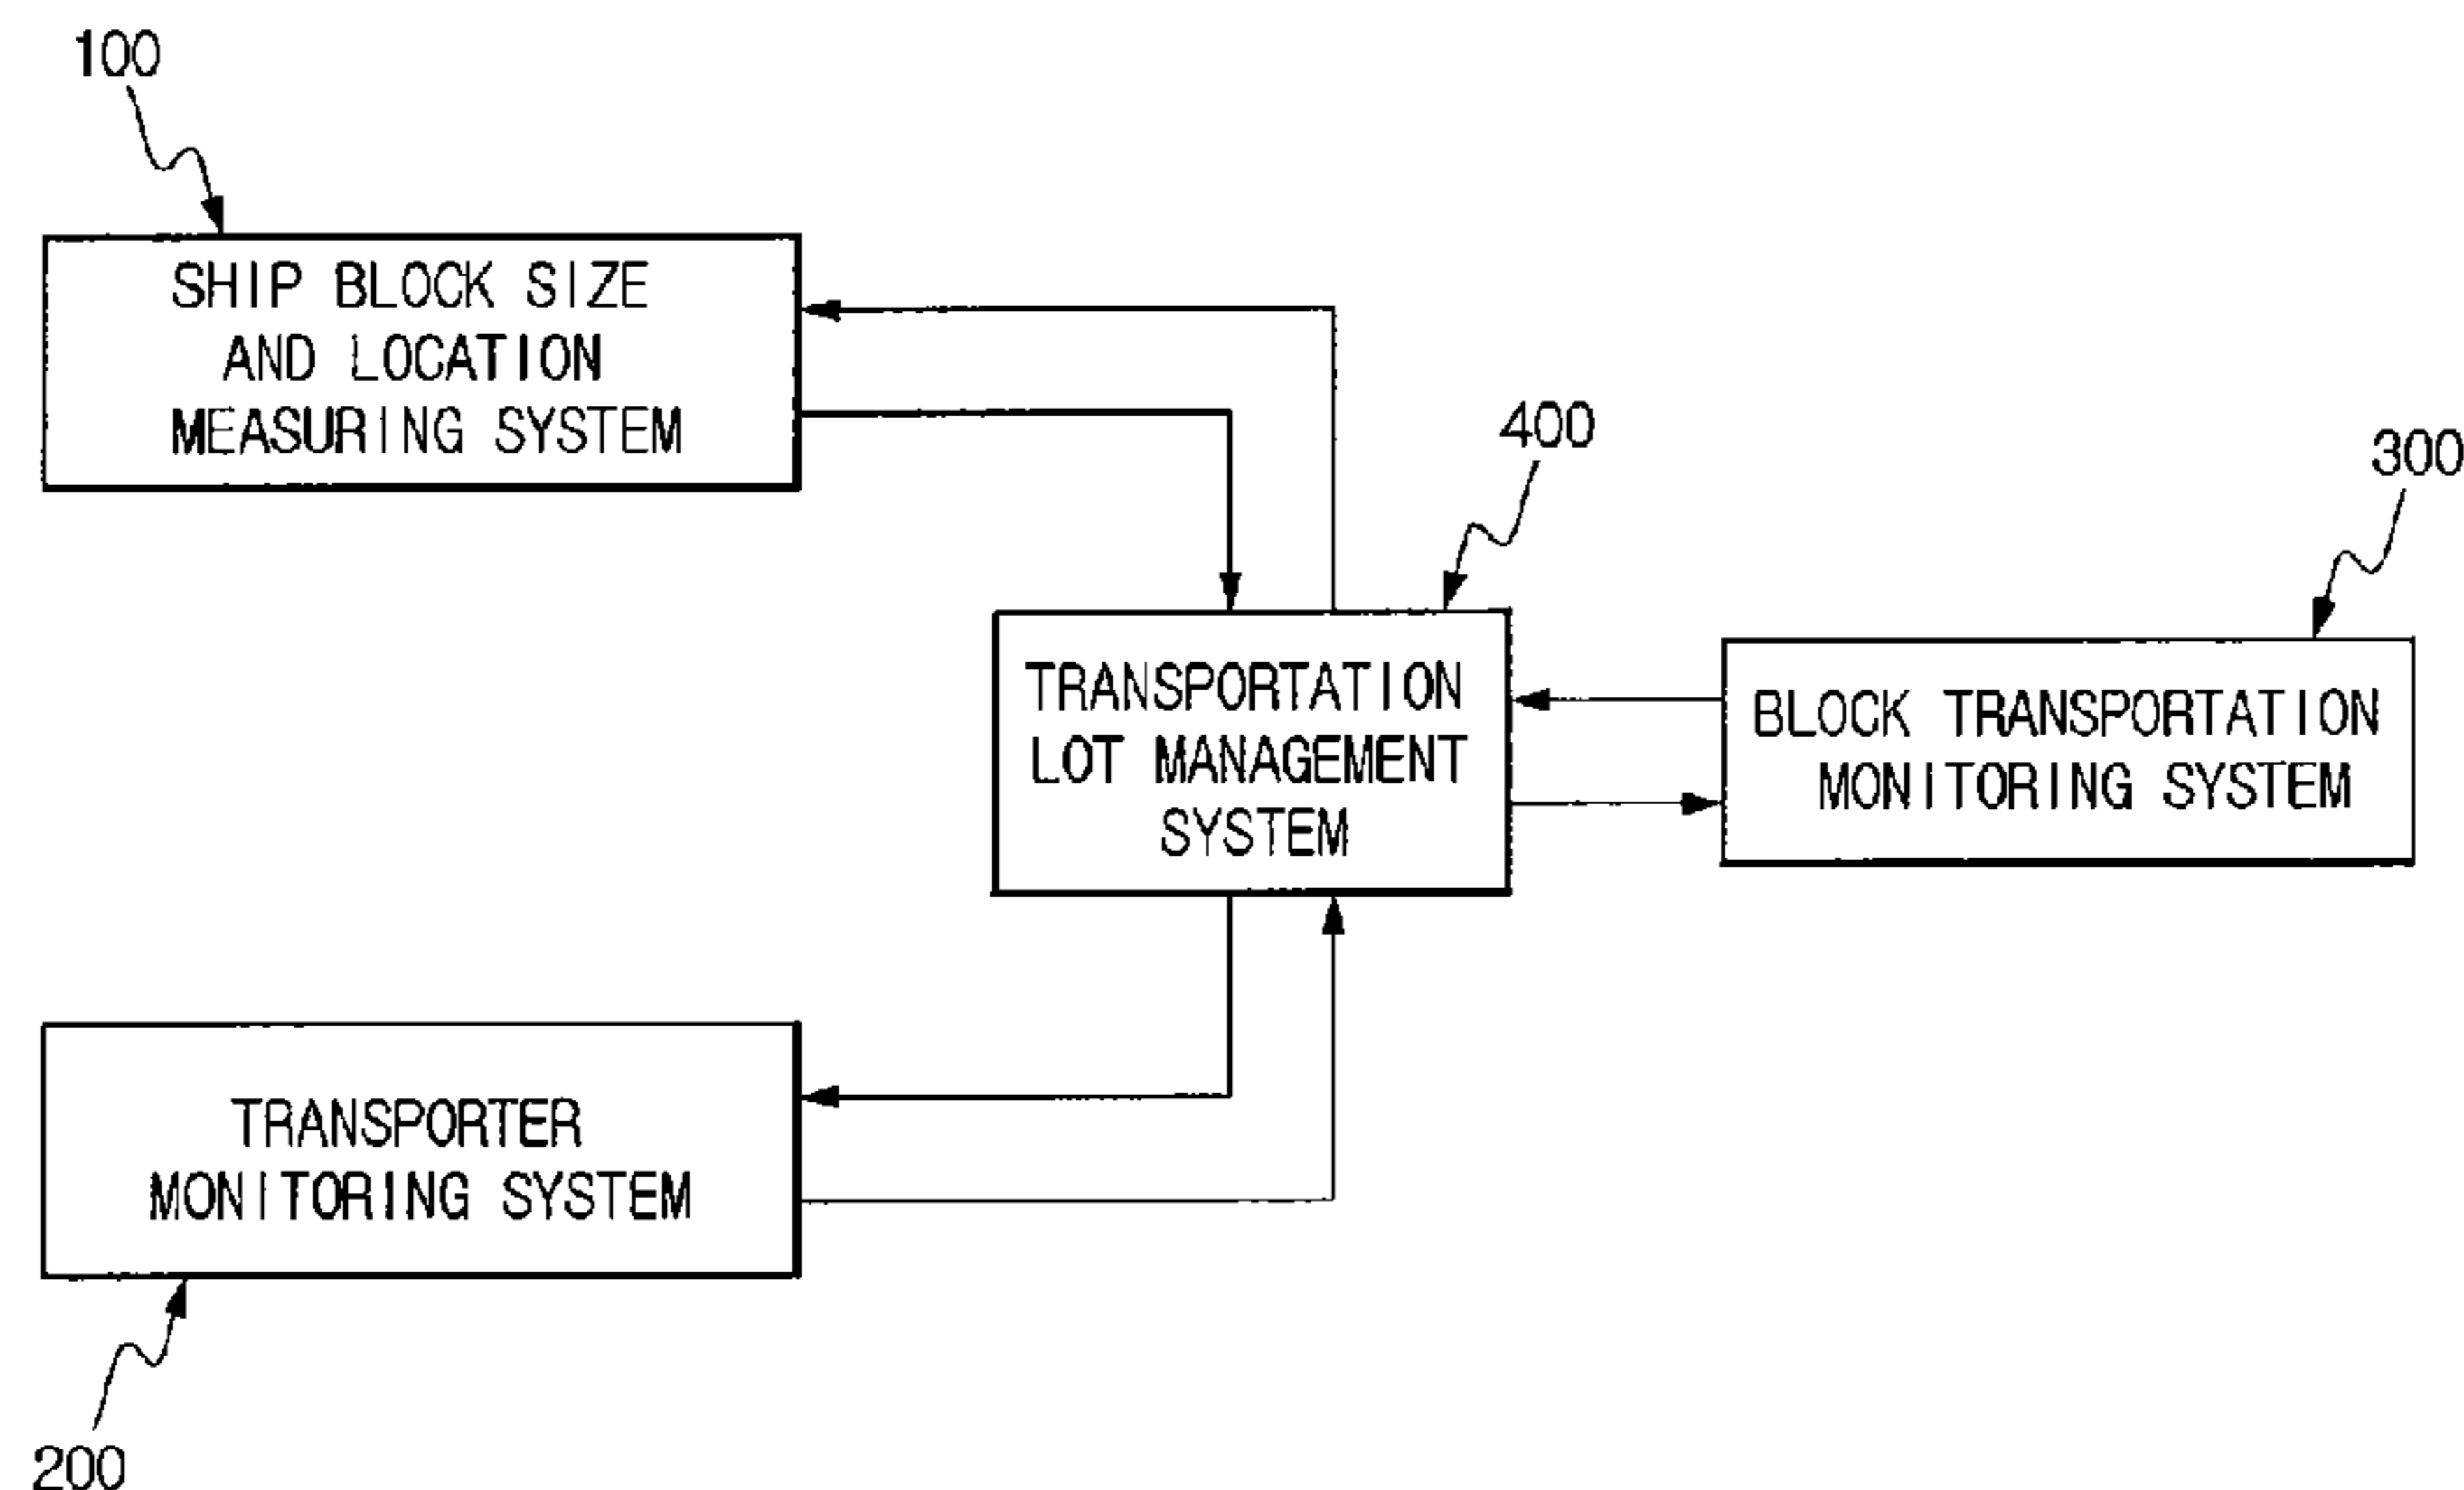 100
SHIP BLOCK SIZE
AND LOCATION
MEASURING SYSTEM
400
300
TRANSPORTATION
LOT MANAGEMENT
SYSTEM
BLOCK TRANSPORTATION
MONITORING SYSTEM
TRANSPORTER
MONITORING SYSTEM
200